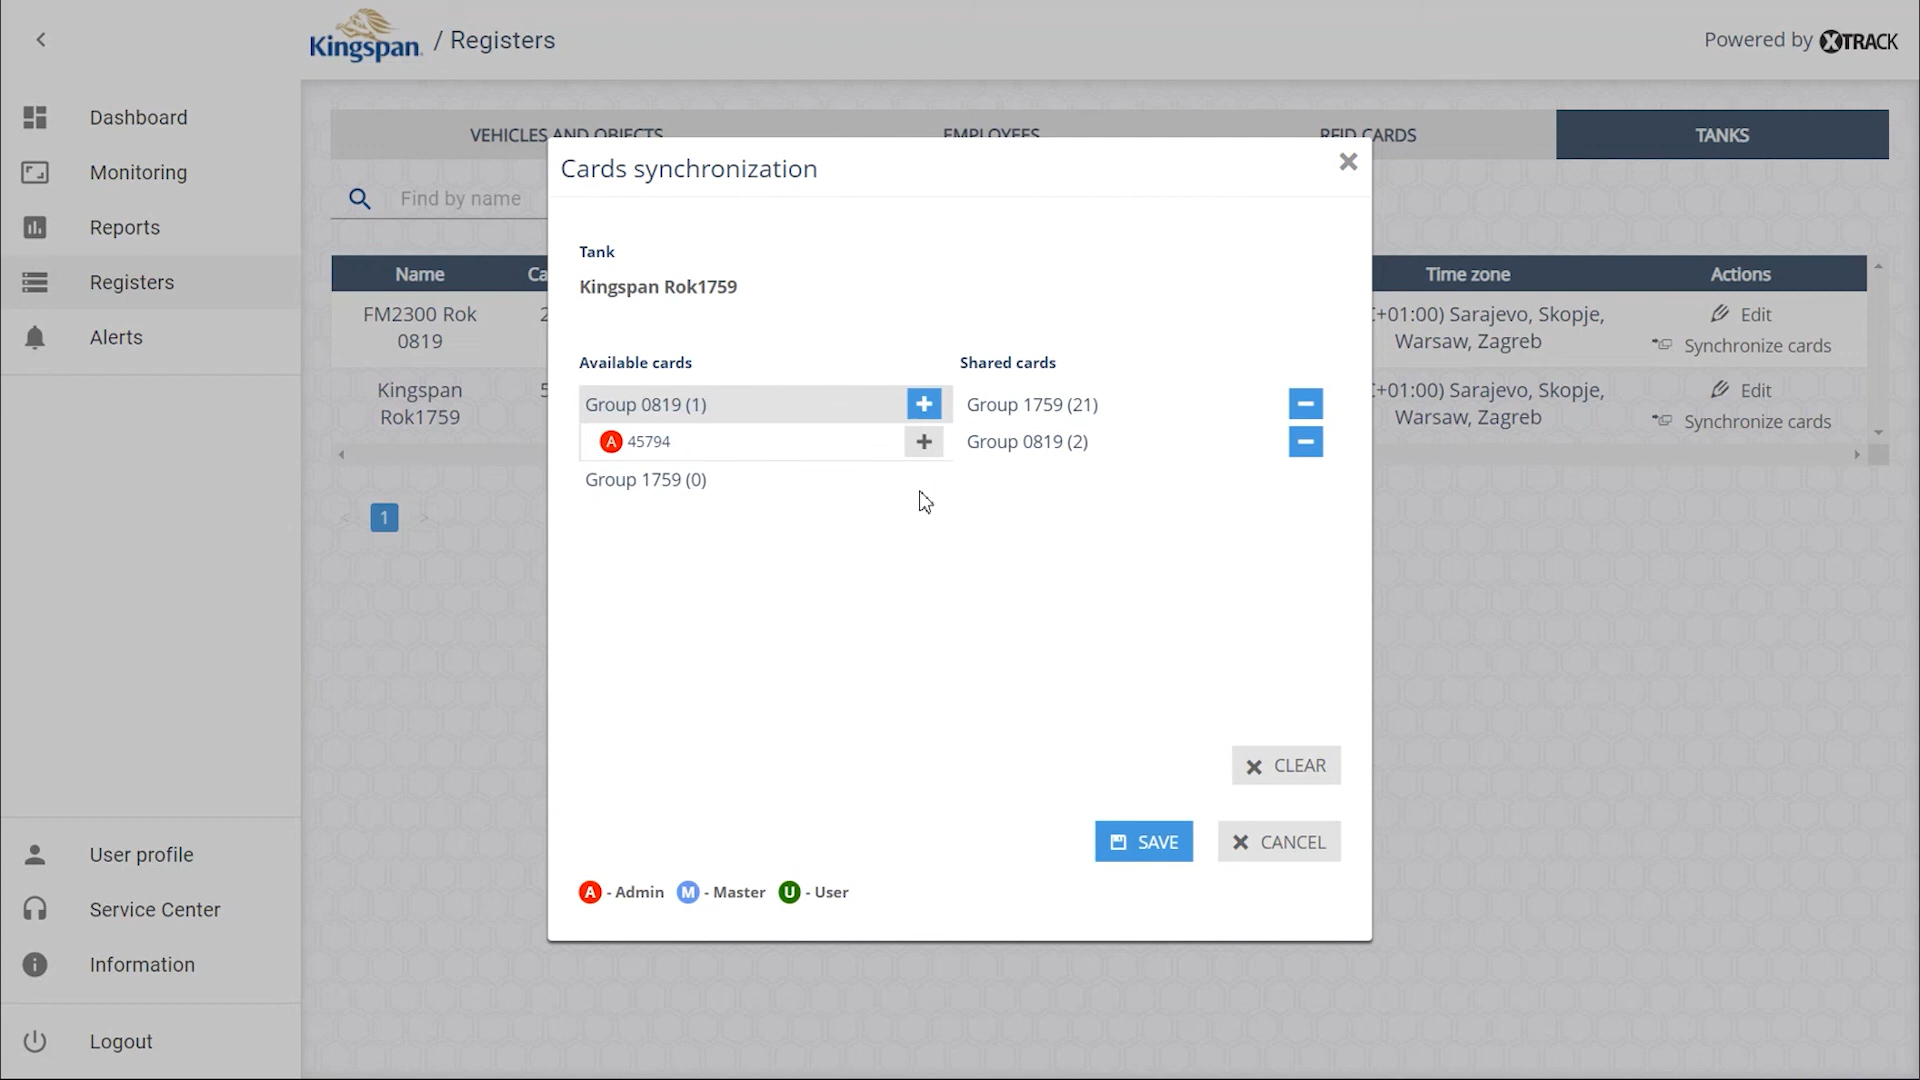 Kingspan. / Registers
Powered by XTRACK
Dashboard
Monitoring
Reports
Registers
Alerts
User profile
Service Center
Information
Logout
VEHICLES AND OBJECTS
EMPLOYEES
RFID CARDS
TANKS
Find by name
Name
Ca
Time zone
Actions
FM2300 Rok
0819
2
:+01:00) Sarajevo, Skopje,
Warsaw, Zagreb
Edit
Synchronize cards
Kingspan
Rok1759
5
:+01:00) Sarajevo, Skopje,
Warsaw, Zagreb
Edit
Synchronize cards
< 1 >
Cards synchronization
Tank
Kingspan Rok1759
Available cards
Shared cards
Group 0819 (1)
A 45794
Group 1759 (0)
Group 1759 (21)
Group 0819 (2)
CLEAR
SAVE
CANCEL
A - Admin M - Master U - User